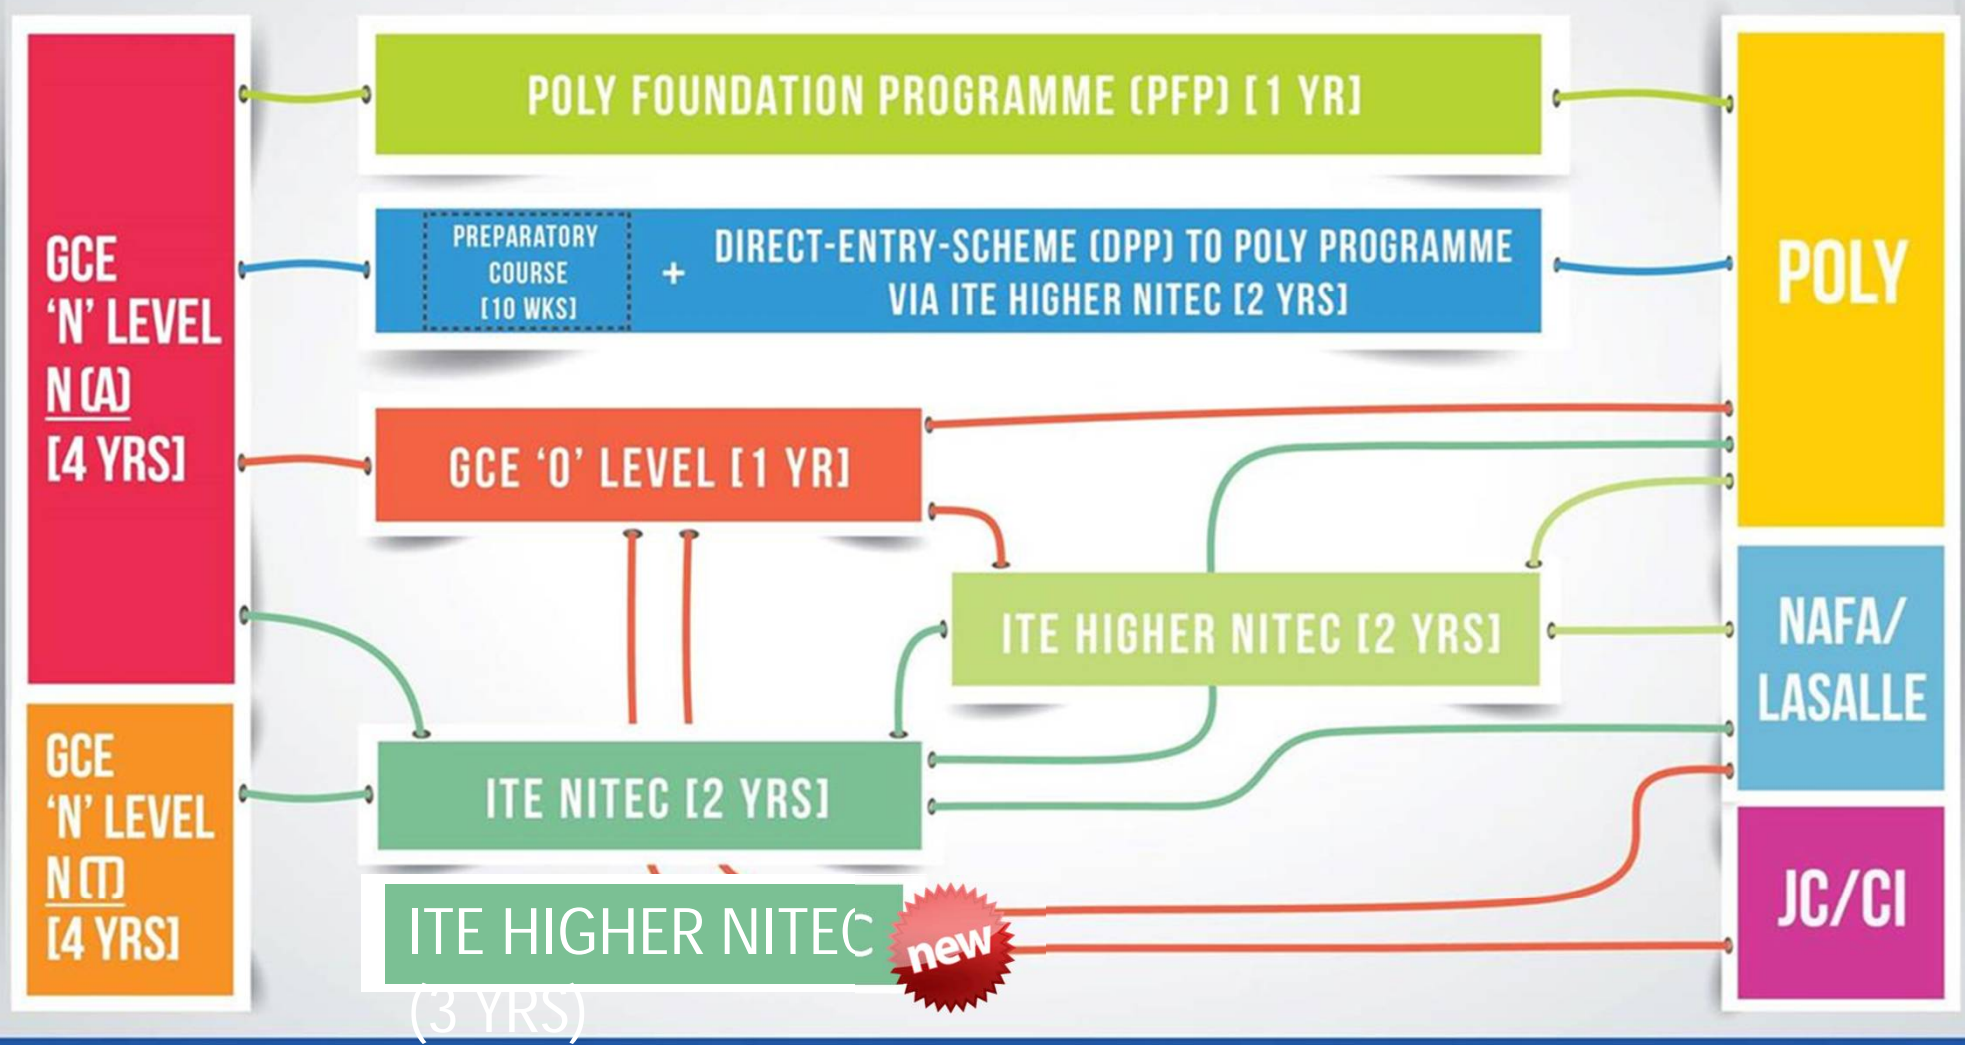 GCE
‘N’ LEVEL
N (A)
[4 YRS]
GCE
‘N’ LEVEL
N (T)
[4 YRS]
POLY FOUNDATION PROGRAMME (PFP) [1 YR]
PREPARATORY
COURSE
[10 WKS]
+
DIRECT-ENTRY-SCHEME (DPP) TO POLY PROGRAMME
VIA ITE HIGHER NITEC [2 YRS]
GCE ‘O’ LEVEL [1 YR]
ITE HIGHER NITEC [2 YRS]
ITE NITEC [2 YRS]
ITE HIGHER NITEC
(3 YRS)
new
POLY
NAFA/
LASALLE
JC/CI